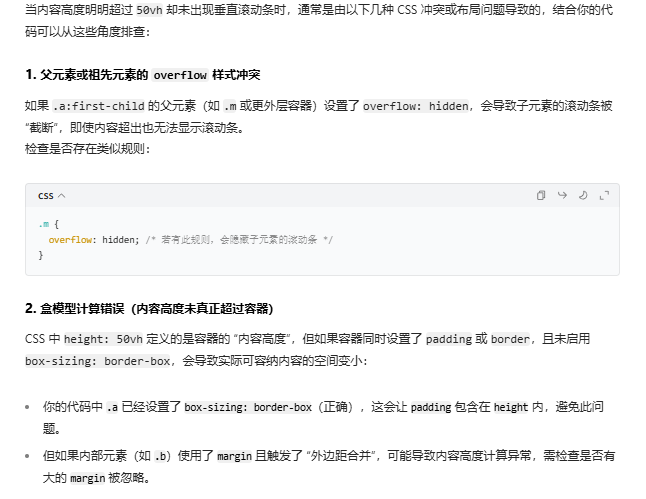 当内容高度明明超过 50vh 却未出现垂直滚动条时，通常是由以下几种 CSS 冲突或布局问题导致的，结合你的代
码可以从这些角度排查：
1. 父元素或祖先元素的 overflow 样式冲突
如果 .a:first-child 的父元素（如 .m 或更外层容器）设置了 overflow: hidden，会导致子元素的滚动条被
“截断”，即使内容超出也无法显示滚动条。
检查是否存在类似规则：
CSS
.m {
  overflow: hidden; /* 若有此规则，会隐藏子元素的滚动条 */
}
2. 盒模型计算错误（内容高度未真正超过容器）
CSS 中 height: 50vh 定义的是容器的 “内容高度”，但如果容器同时设置了 padding 或 border，且未启用
box-sizing: border-box，会导致实际可容纳内容的空间变小：
• 你的代码中 .a 已经设置了 box-sizing: border-box（正确），这会让 padding 包含在 height 内，避免此问
题。
• 但如果内部元素（如 .b）使用了 margin 且触发了 “外边距合并”，可能导致内容高度计算异常，需检查是否有
大的 margin 被忽略。